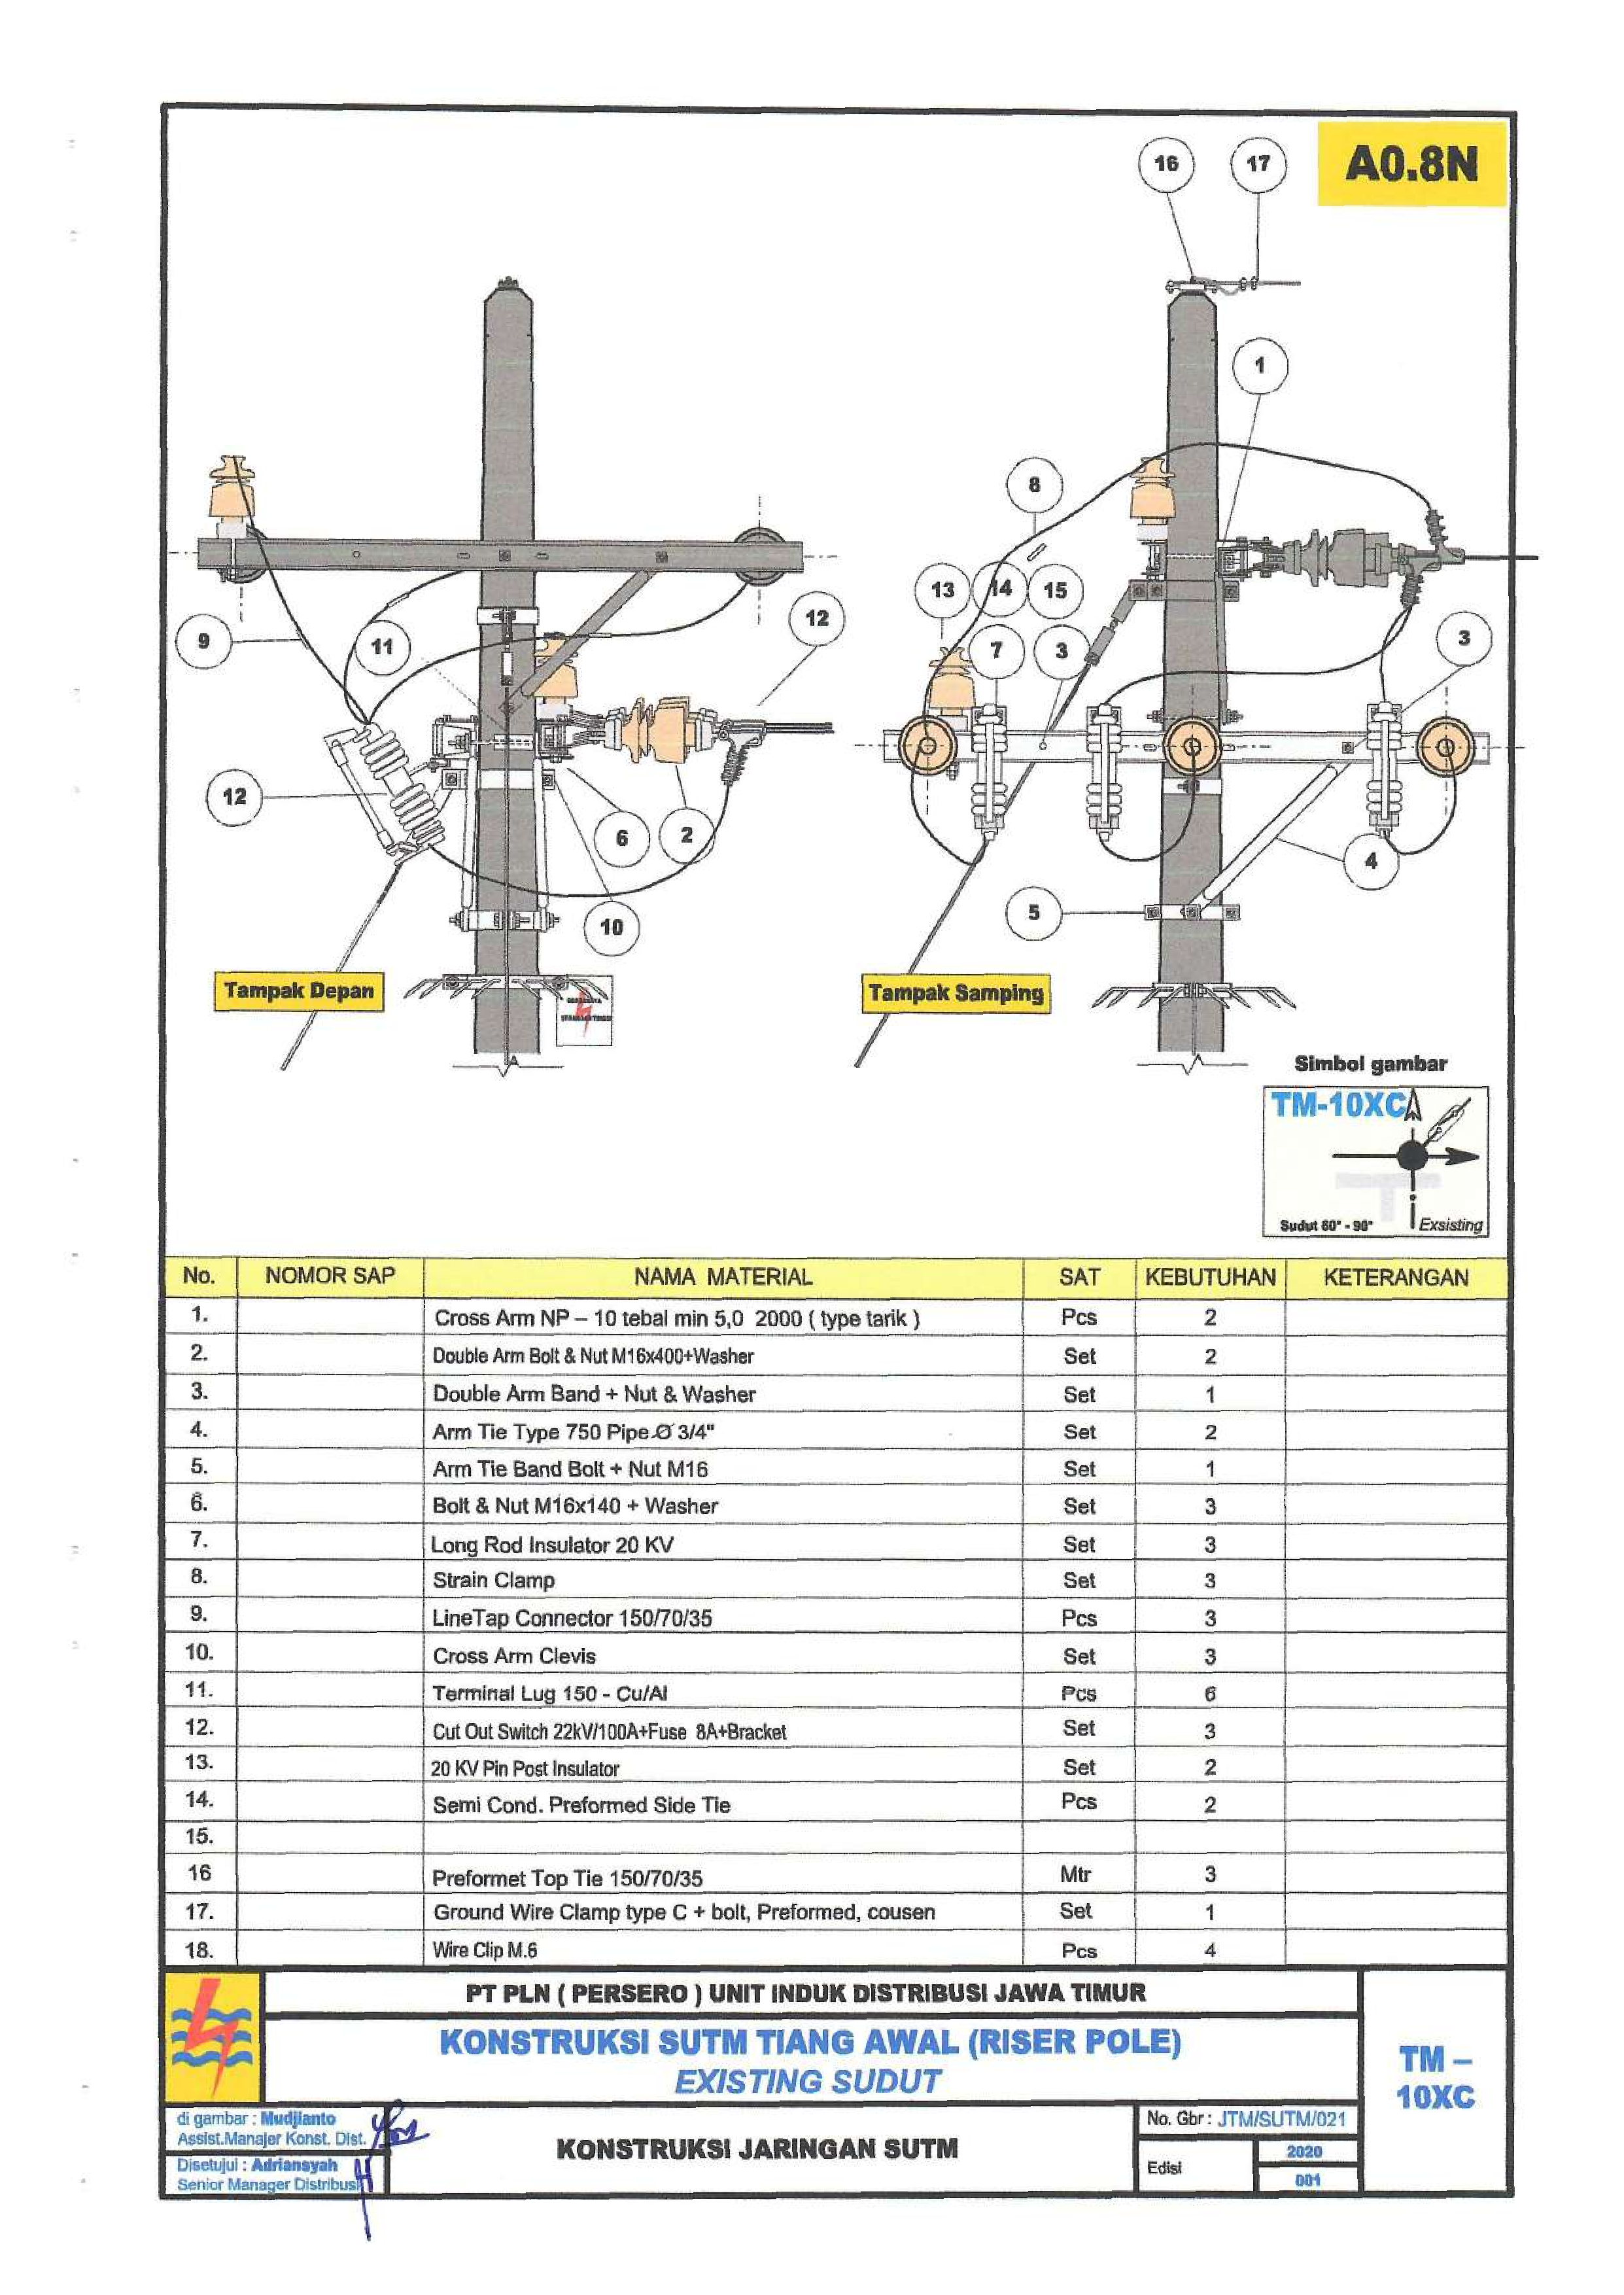 A0.8N
16 17
1
8
13 14 15
12
9
11
7 3
3
12
6 2
4
10
5
Tampak Depan
Tampak Samping
Simbol gambar
TM-10XC
Sudut 60° - 90° Exsisting
No. NOMOR SAP NAMA MATERIAL SAT KEBUTUHAN KETERANGAN
1. Cross Arm NP – 10 tebal min 5,0 2000 ( type tarik ) Pcs 2
2. Double Arm Bolt & Nut M16x400+Washer Set 2
3. Double Arm Band + Nut & Washer Set 1
4. Arm Tie Type 750 Pipe Ø 3/4" Set 2
5. Arm Tie Band Bolt + Nut M16 Set 1
6. Bolt & Nut M16x140 + Washer Set 3
7. Long Rod Insulator 20 KV Set 3
8. Strain Clamp Set 3
9. LineTap Connector 150/70/35 Pcs 3
10. Cross Arm Clevis Set 3
11. Terminal Lug 150 - Cu/Al Pcs 6
12. Cut Out Switch 22kV/100A+Fuse 8A+Bracket Set 3
13. 20 KV Pin Post Insulator Set 2
14. Semi Cond. Preformed Side Tie Pcs 2
15.
16 Preformet Top Tie 150/70/35 Mtr 3
17. Ground Wire Clamp type C + bolt, Preformed, cousen Set 1
18. Wire Clip M.6 Pcs 4
PT PLN ( PERSERO ) UNIT INDUK DISTRIBUSI JAWA TIMUR
KONSTRUKSI SUTM TIANG AWAL (RISER POLE)
EXISTING SUDUT
TM –
10XC
di gambar : Mudjianto
Assist.Manajer Konst. Dist.
Disetujui : Adriansyah
Senior Manager Distribusi
KONSTRUKSI JARINGAN SUTM
No. Gbr : JTM/SUTM/021
Edisi
2020
001